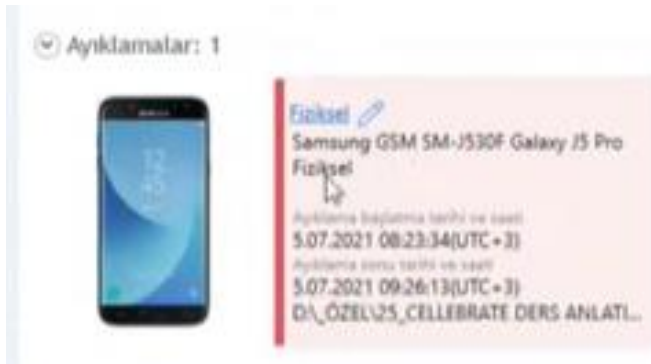 Ayıklamalar: 1
Fiziksel
Samsung GSM SM-J530F Galaxy J5 Pro
Fiziksel
Ayıklama başlatma tarihi ve saati
5.07.2021 08:23:34(UTC+3)
Ayıklama sonu tarihi ve saati
5.07.2021 09:26:13(UTC+3)
D:\_ÖZEL\25_CELLEBRATE DERS ANLATI...